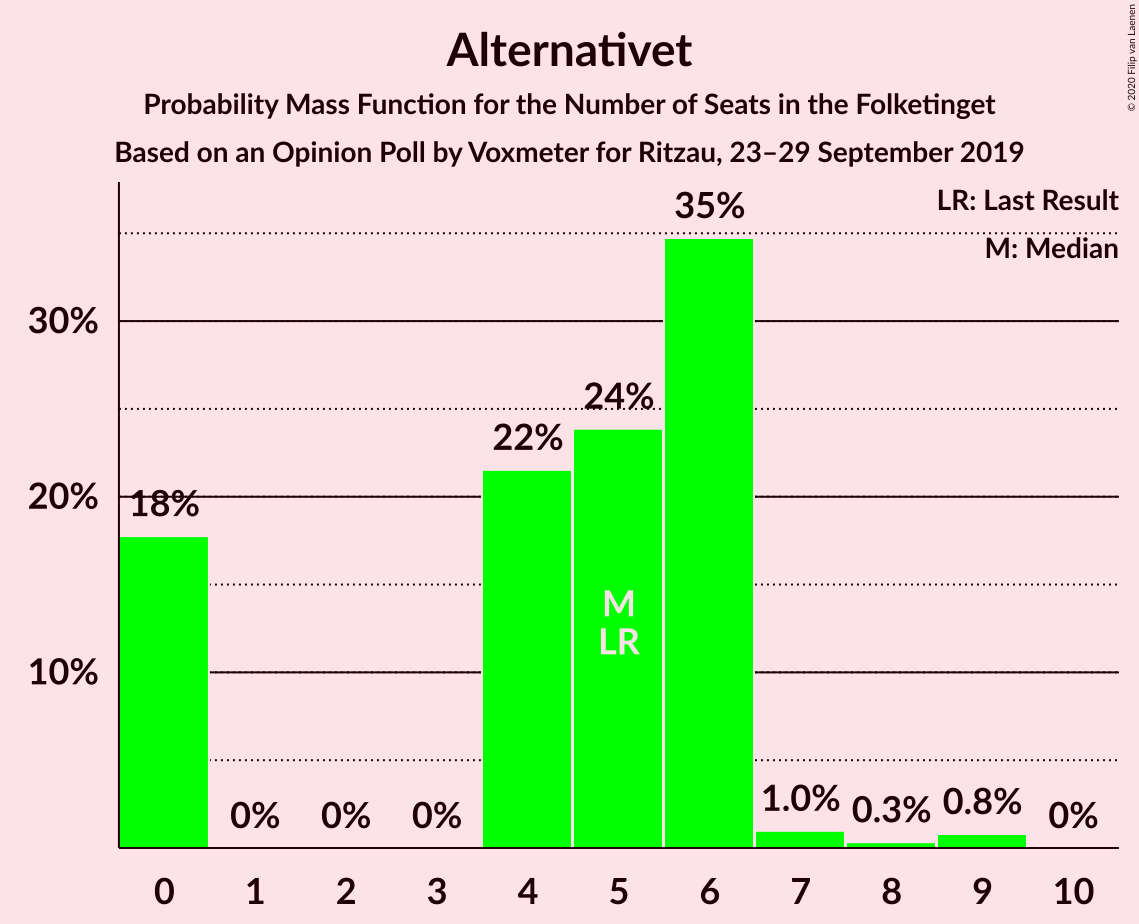 Alternativet
Probability Mass Function for the Number of Seats in the Folketinget
Based on an Opinion Poll by Voxmeter for Ritzau, 23–29 September 2019
© 2020 Filip van Laenen
LR: Last Result
M: Median
35%
30%
24%
22%
20%
18%
M
LR
10%
0%
0%
0%
1.0%
0.3%
0.8%
0%
0 1 2 3 4 5 6 7 8 9 10